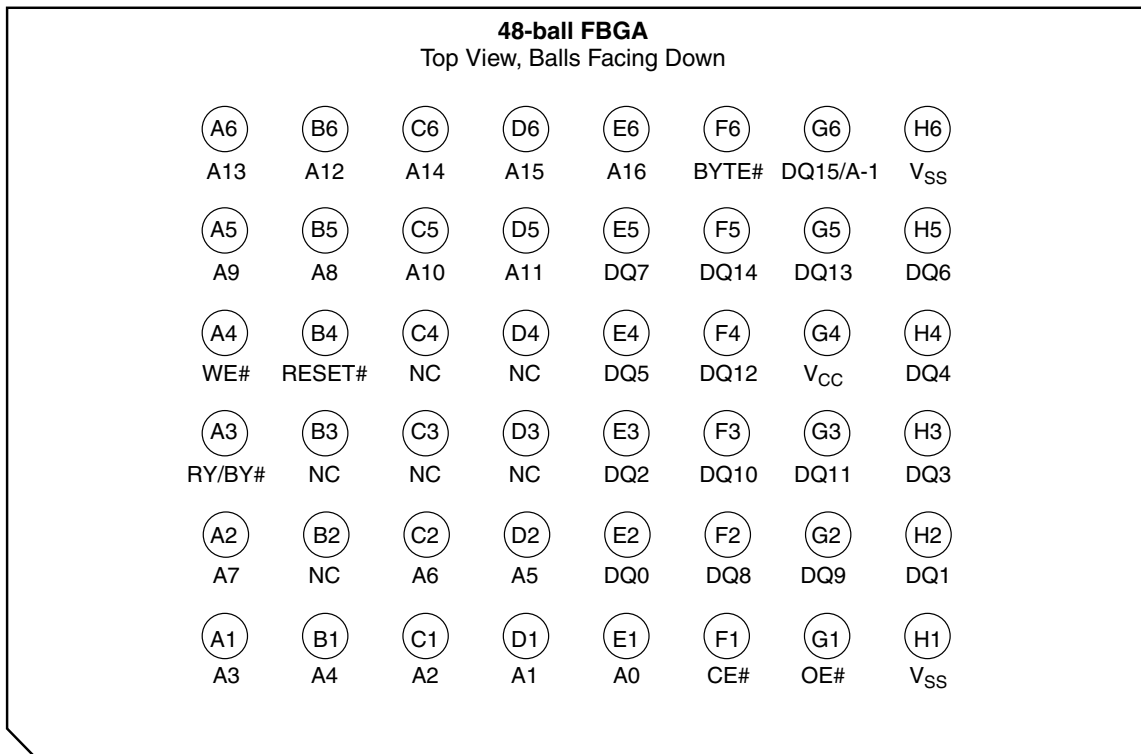 48-ball FBGA
Top View, Balls Facing Down
A6 B6 C6 D6 E6 F6 G6 H6
A13 A12 A14 A15 A16 BYTE# DQ15/A-1 VSS
A5 B5 C5 D5 E5 F5 G5 H5
A9 A8 A10 A11 DQ7 DQ14 DQ13 DQ6
A4 B4 C4 D4 E4 F4 G4 H4
WE# RESET# NC NC DQ5 DQ12 VCC DQ4
A3 B3 C3 D3 E3 F3 G3 H3
RY/BY# NC NC NC DQ2 DQ10 DQ11 DQ3
A2 B2 C2 D2 E2 F2 G2 H2
A7 NC A6 A5 DQ0 DQ8 DQ9 DQ1
A1 B1 C1 D1 E1 F1 G1 H1
A3 A4 A2 A1 A0 CE# OE# VSS